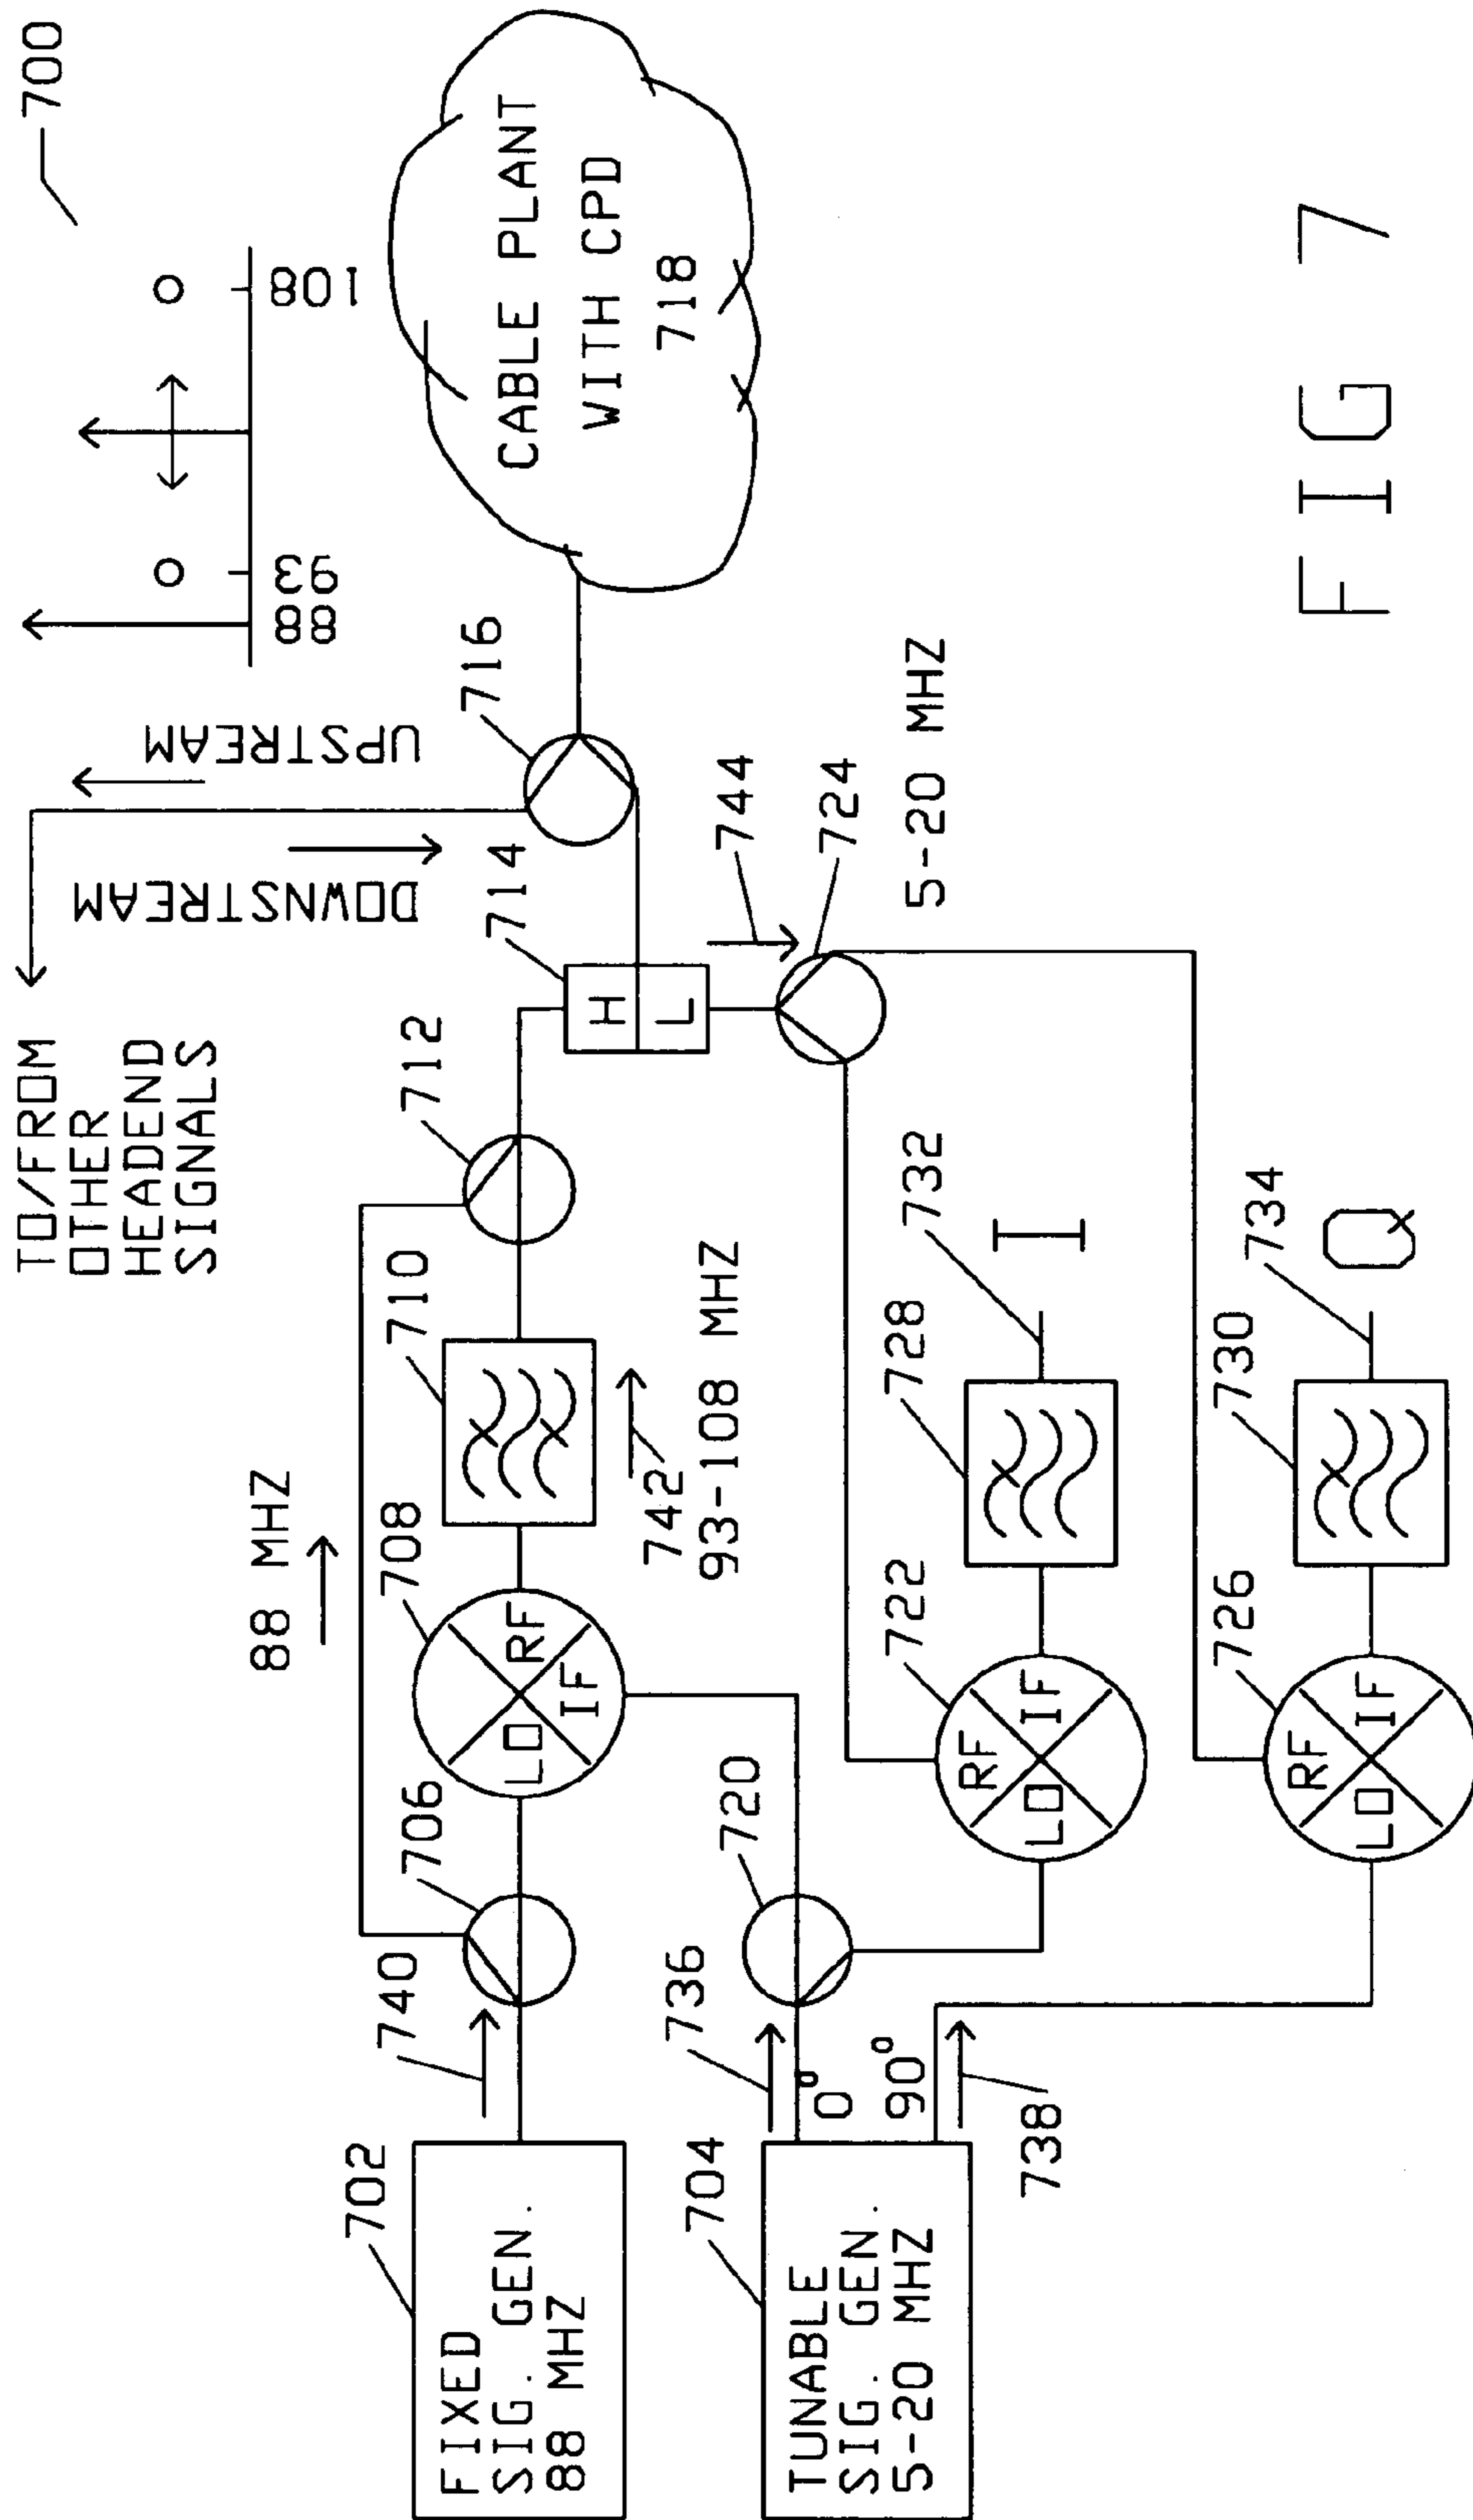 700
TO/FROM
OTHER
HEADEND
SIGNALS
DOWNSTREAM
UPSTREAM
88
93
108
88 MHZ
702
740
706
708
710
712
714
716
FIXED
SIG. GEN.
88 MHZ
LO
RF
IF
H
L
CABLE PLANT
WITH CPD
718
742
93-108 MHZ
704
736
720
744
724
5-20 MHZ
TUNABLE
SIG. GEN.
5-20 MHZ
0°
90°
738
722
728
732
RF
LO
IF
I
726
730
734
RF
LO
IF
Q
FIG 7